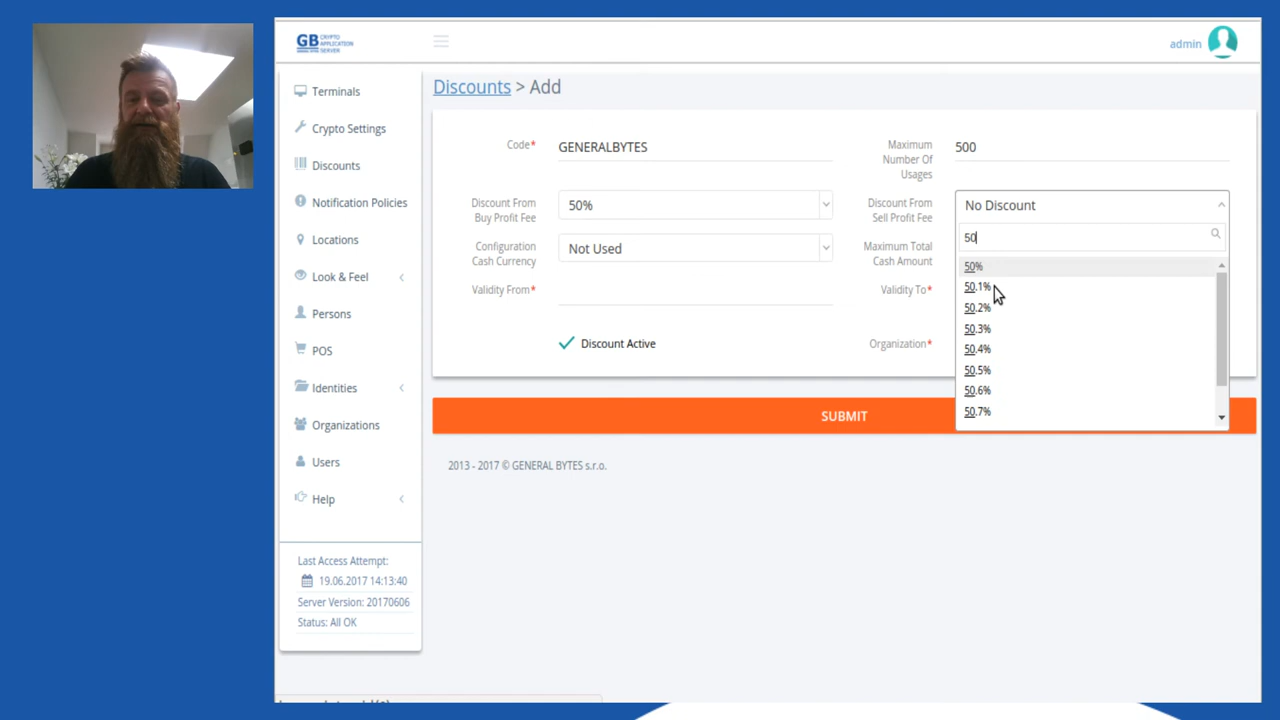 GB CRYPTO APPLICATION SERVER
admin
Terminals
Crypto Settings
Discounts
Notification Policies
Locations
Look & Feel
Persons
POS
Identities
Organizations
Users
Help
Last Access Attempt:
19.06.2017 14:13:40
Server Version: 20170606
Status: All OK
Discounts > Add
Code* GENERALBYTES
Maximum Number Of Usages 500
Discount From Buy Profit Fee 50%
Discount From Sell Profit Fee No Discount
50
50%
50.1%
50.2%
50.3%
50.4%
50.5%
50.6%
50.7%
Configuration Cash Currency Not Used
Maximum Total Cash Amount
Validity From*
Validity To*
Discount Active
Organization*
SUBMIT
2013 - 2017 © GENERAL BYTES s.r.o.